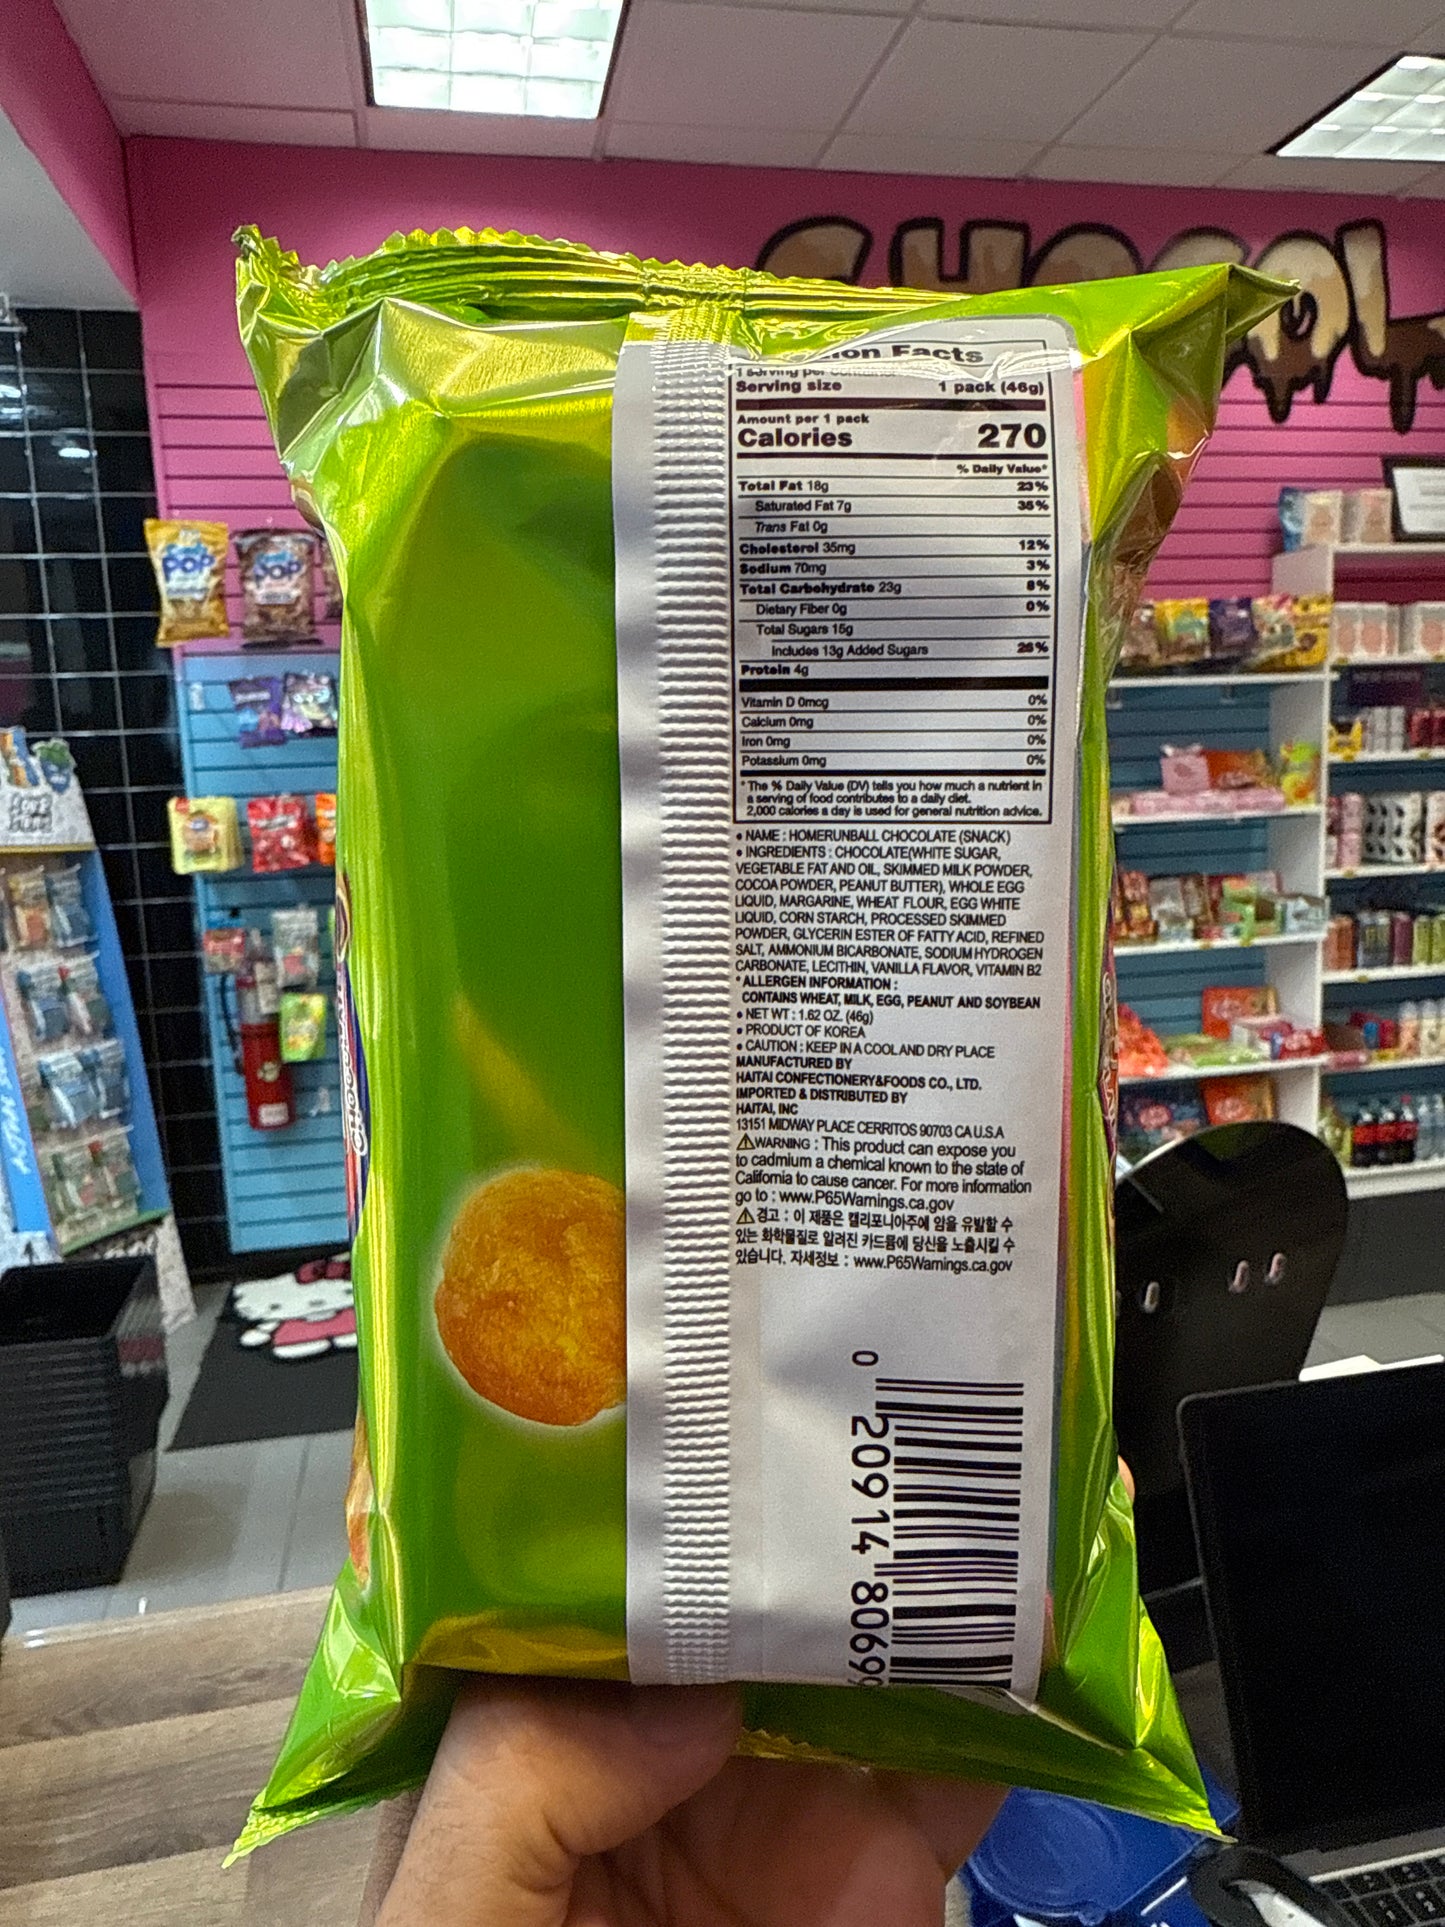 CHOCOL
on Facts
1 serving per container
Serving size 1 pack (46g)
Amount per 1 pack
Calories 270
% Daily Value*
Total Fat 18g 23%
Saturated Fat 7g 35%
Trans Fat 0g
Cholesterol 35mg 12%
Sodium 70mg 3%
Total Carbohydrate 23g 8%
Dietary Fiber 0g 0%
Total Sugars 15g
Includes 13g Added Sugars 26%
Protein 4g
Vitamin D 0mcg 0%
Calcium 0mg 0%
Iron 0mg 0%
Potassium 0mg 0%
* The % Daily Value (DV) tells you how much a nutrient in
a serving of food contributes to a daily diet.
2,000 calories a day is used for general nutrition advice.
• NAME : HOMERUNBALL CHOCOLATE (SNACK)
• INGREDIENTS : CHOCOLATE(WHITE SUGAR,
VEGETABLE FAT AND OIL, SKIMMED MILK POWDER,
COCOA POWDER, PEANUT BUTTER), WHOLE EGG
LIQUID, MARGARINE, WHEAT FLOUR, EGG WHITE
LIQUID, CORN STARCH, PROCESSED SKIMMED
POWDER, GLYCERIN ESTER OF FATTY ACID, REFINED
SALT, AMMONIUM BICARBONATE, SODIUM HYDROGEN
CARBONATE, LECITHIN, VANILLA FLAVOR, VITAMIN B2
*ALLERGEN INFORMATION :
CONTAINS WHEAT, MILK, EGG, PEANUT AND SOYBEAN
• NET WT : 1.62 OZ. (46g)
• PRODUCT OF KOREA
• CAUTION : KEEP IN A COOL AND DRY PLACE
MANUFACTURED BY
HAITAI CONFECTIONERY&FOODS CO., LTD.
IMPORTED & DISTRIBUTED BY
HAITAI, INC
13151 MIDWAY PLACE CERRITOS 90703 CA U.S.A
⚠WARNING : This product can expose you
to cadmium a chemical known to the state of
California to cause cancer. For more information
go to : www.P65Warnings.ca.gov
⚠경고 : 이 제품은 캘리포니아주에 암을 유발할 수
있는 화학물질로 알려진 카드뮴에 당신을 노출시킬 수
있습니다. 자세정보 : www.P65Warnings.ca.gov
0 20914 80699
POP
POP